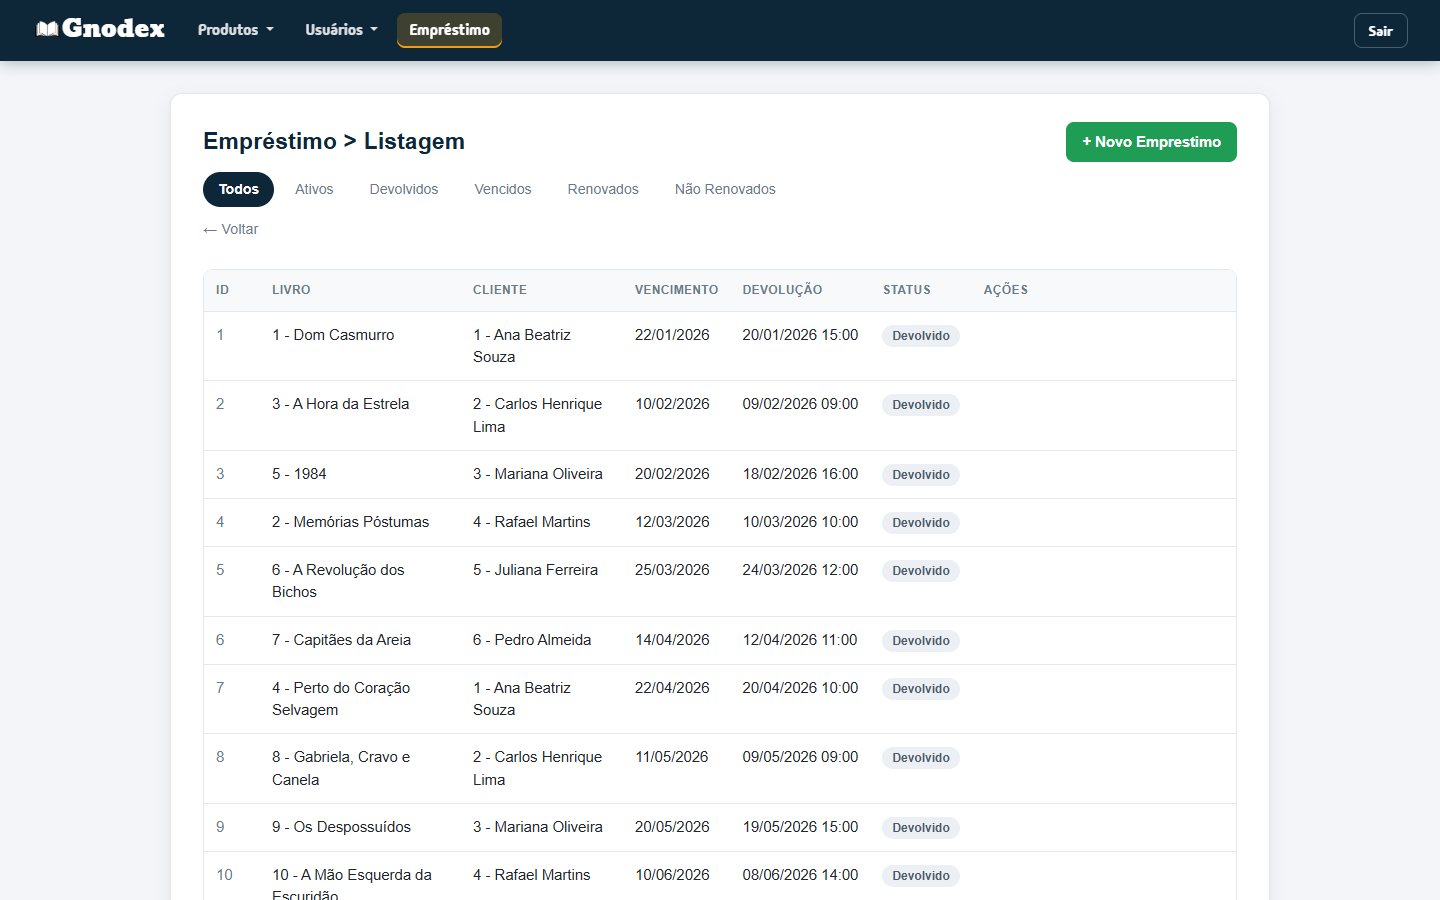 Gnodex Produtos Usuários Empréstimo Sair
Empréstimo > Listagem
+ Novo Emprestimo
Todos Ativos Devolvidos Vencidos Renovados Não Renovados
← Voltar
ID LIVRO CLIENTE VENCIMENTO DEVOLUÇÃO STATUS AÇÕES
1 1 - Dom Casmurro 1 - Ana Beatriz 22/01/2026 20/01/2026 15:00 Devolvido
Souza
2 3 - A Hora da Estrela 2 - Carlos Henrique 10/02/2026 09/02/2026 09:00 Devolvido
Lima
3 5 - 1984 3 - Mariana Oliveira 20/02/2026 18/02/2026 16:00 Devolvido
4 2 - Memórias Póstumas 4 - Rafael Martins 12/03/2026 10/03/2026 10:00 Devolvido
5 6 - A Revolução dos 5 - Juliana Ferreira 25/03/2026 24/03/2026 12:00 Devolvido
Bichos
6 7 - Capitães da Areia 6 - Pedro Almeida 14/04/2026 12/04/2026 11:00 Devolvido
7 4 - Perto do Coração 1 - Ana Beatriz 22/04/2026 20/04/2026 10:00 Devolvido
Selvagem Souza
8 8 - Gabriela, Cravo e 2 - Carlos Henrique 11/05/2026 09/05/2026 09:00 Devolvido
Canela Lima
9 9 - Os Despossuídos 3 - Mariana Oliveira 20/05/2026 19/05/2026 15:00 Devolvido
10 10 - A Mão Esquerda da 4 - Rafael Martins 10/06/2026 08/06/2026 14:00 Devolvido
Escuridão